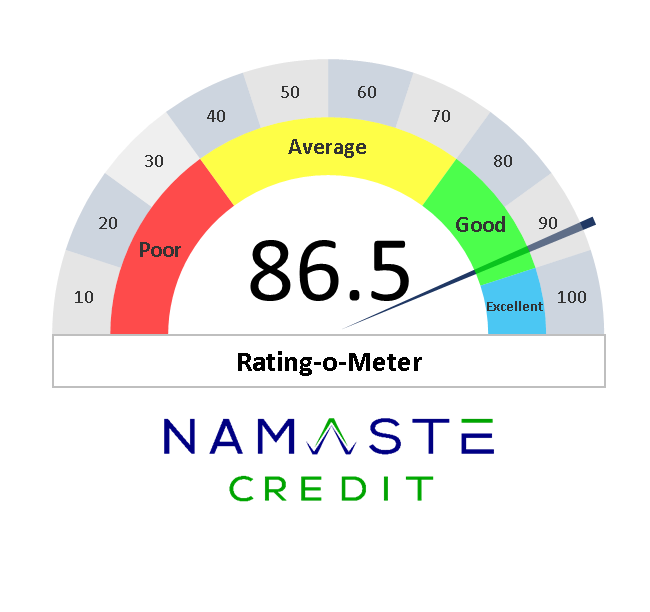 50 60
40 70
Average
30 80
20 Good 90
Poor
86.5
10 Excellent 100
Rating-o-Meter
NAMASTE
CREDIT